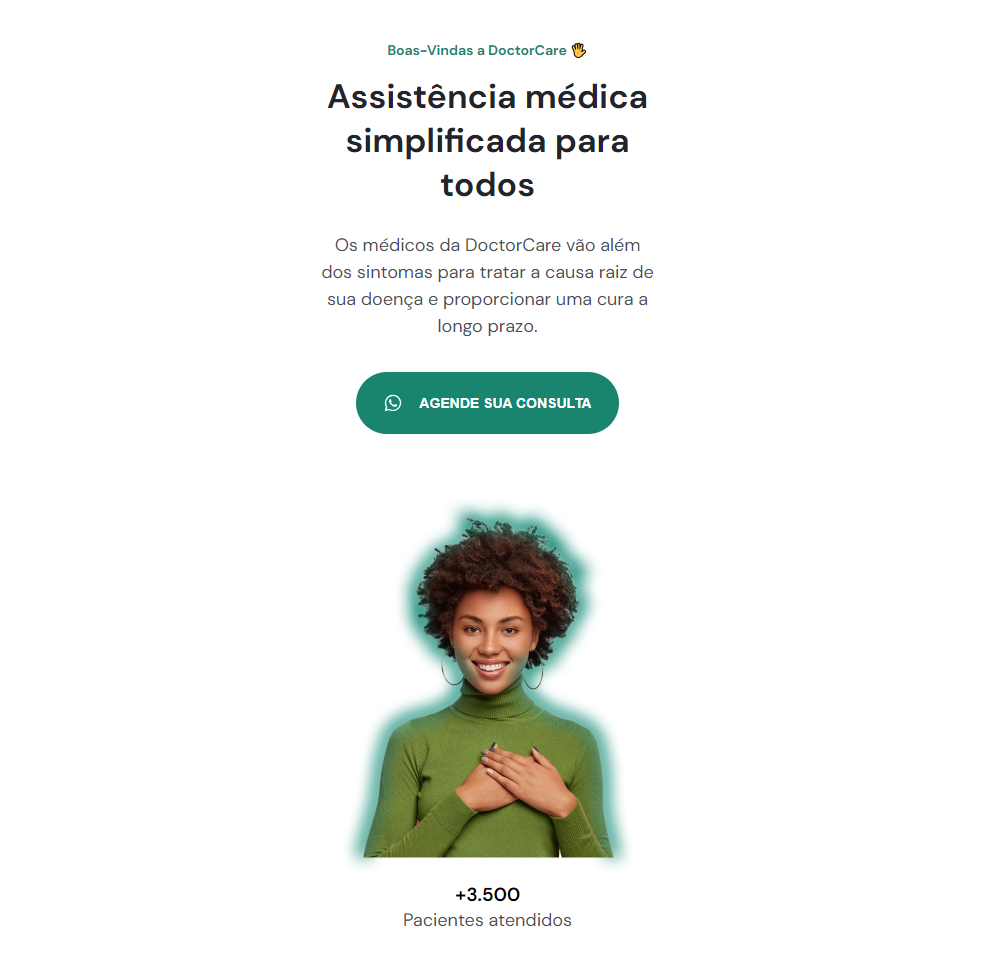 Boas-Vindas a DoctorCare 👋
Assistência médica
simplificada para
todos
Os médicos da DoctorCare vão além
dos sintomas para tratar a causa raiz de
sua doença e proporcionar uma cura a
longo prazo.
AGENDE SUA CONSULTA
+3.500
Pacientes atendidos